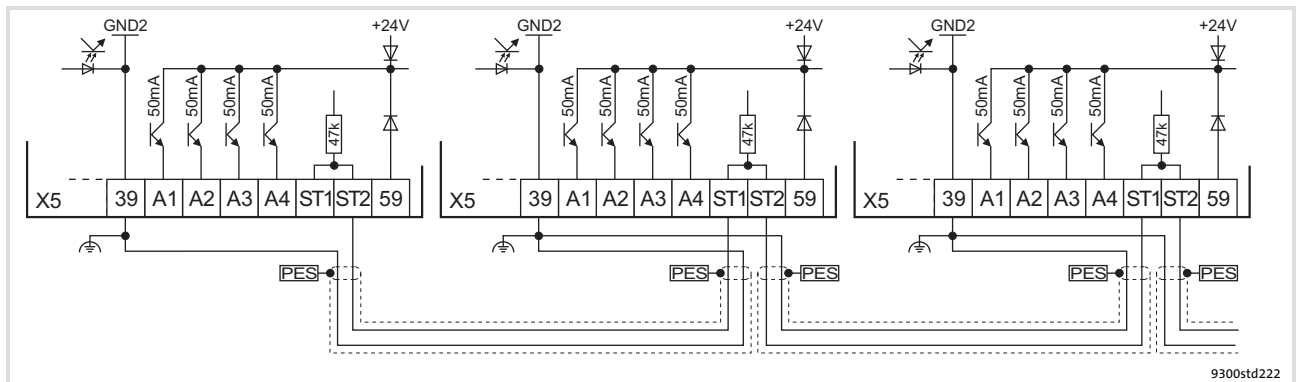 GND2 +24V GND2 +24V GND2 +24V
50mA 50mA 50mA 50mA 50mA 50mA 50mA 50mA 50mA 50mA 50mA 50mA
47k 47k 47k
X5 39 A1 A2 A3 A4 ST1 ST2 59 X5 39 A1 A2 A3 A4 ST1 ST2 59 X5 39 A1 A2 A3 A4 ST1 ST2 59
PES PES PES PES PES
9300std222